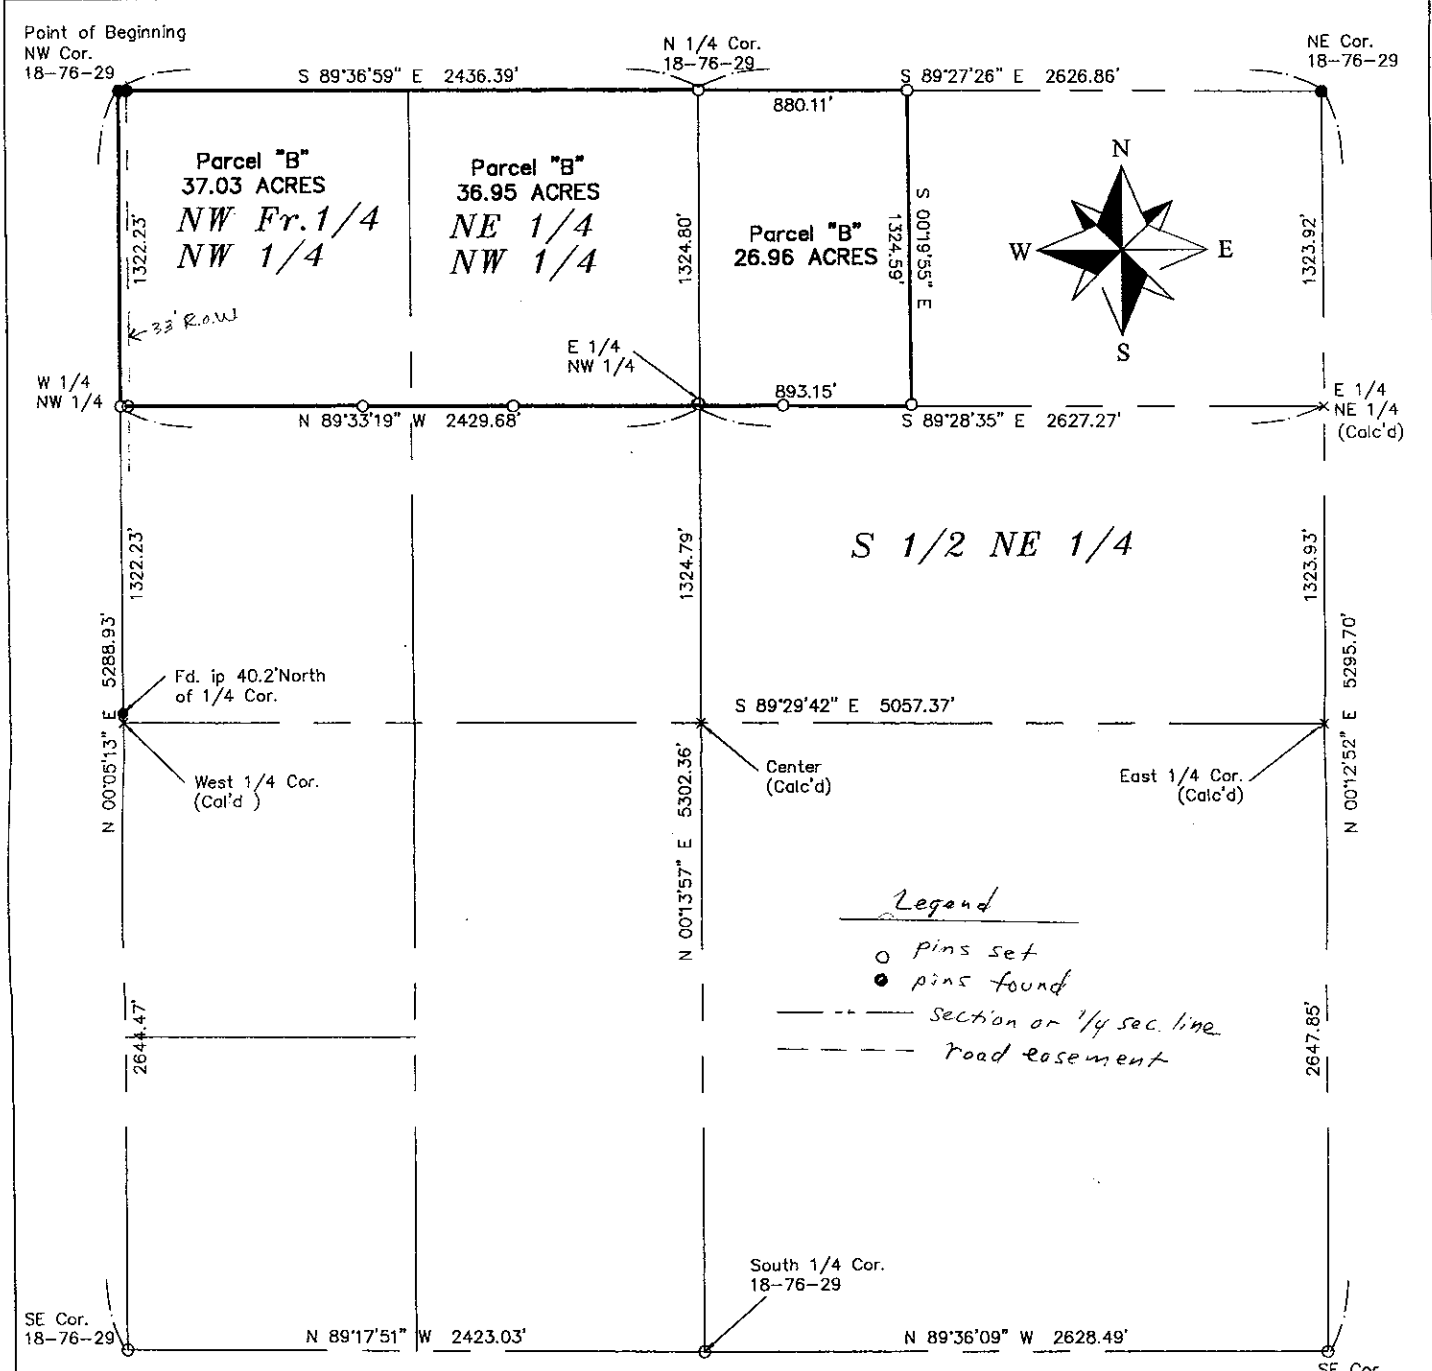 Point of Beginning
NW Cor.
18-76-29
S 89°36'59" E 2436.39'
N 1/4 Cor.
18-76-29
S 89°27'26" E 2626.86'
NE Cor.
18-76-29
880.11'
Parcel "B"
37.03 ACRES
NW Fr.1/4
NW 1/4
Parcel "B"
36.95 ACRES
NE 1/4
NW 1/4
Parcel "B"
26.96 ACRES
1322.23'
1324.80'
1324.59'
S 00°19'55" E
1323.92'
N
W
E
S
33' R.O.W
W 1/4
NW 1/4
E 1/4
NW 1/4
893.15'
N 89°33'19" W 2429.68'
S 89°28'35" E 2627.27'
E 1/4
NE 1/4
(Calc'd)
S 1/2 NE 1/4
1322.23'
1324.79'
1323.93'
N 00°05'13" E 5288.93'
Fd. ip 40.2'North
of 1/4 Cor.
S 89°29'42" E 5057.37'
N 00°12'52" E 5295.70'
West 1/4 Cor.
(Cal'd )
Center
(Calc'd)
East 1/4 Cor.
(Calc'd)
N 00°13'57" E 5302.36'
Legend
pins set
pins found
section or 1/4 sec. line
road easement
2644.47'
2647.85'
South 1/4 Cor.
18-76-29
SE Cor.
18-76-29
N 89°17'51" W 2423.03'
N 89°36'09" W 2628.49'
SE Cor.